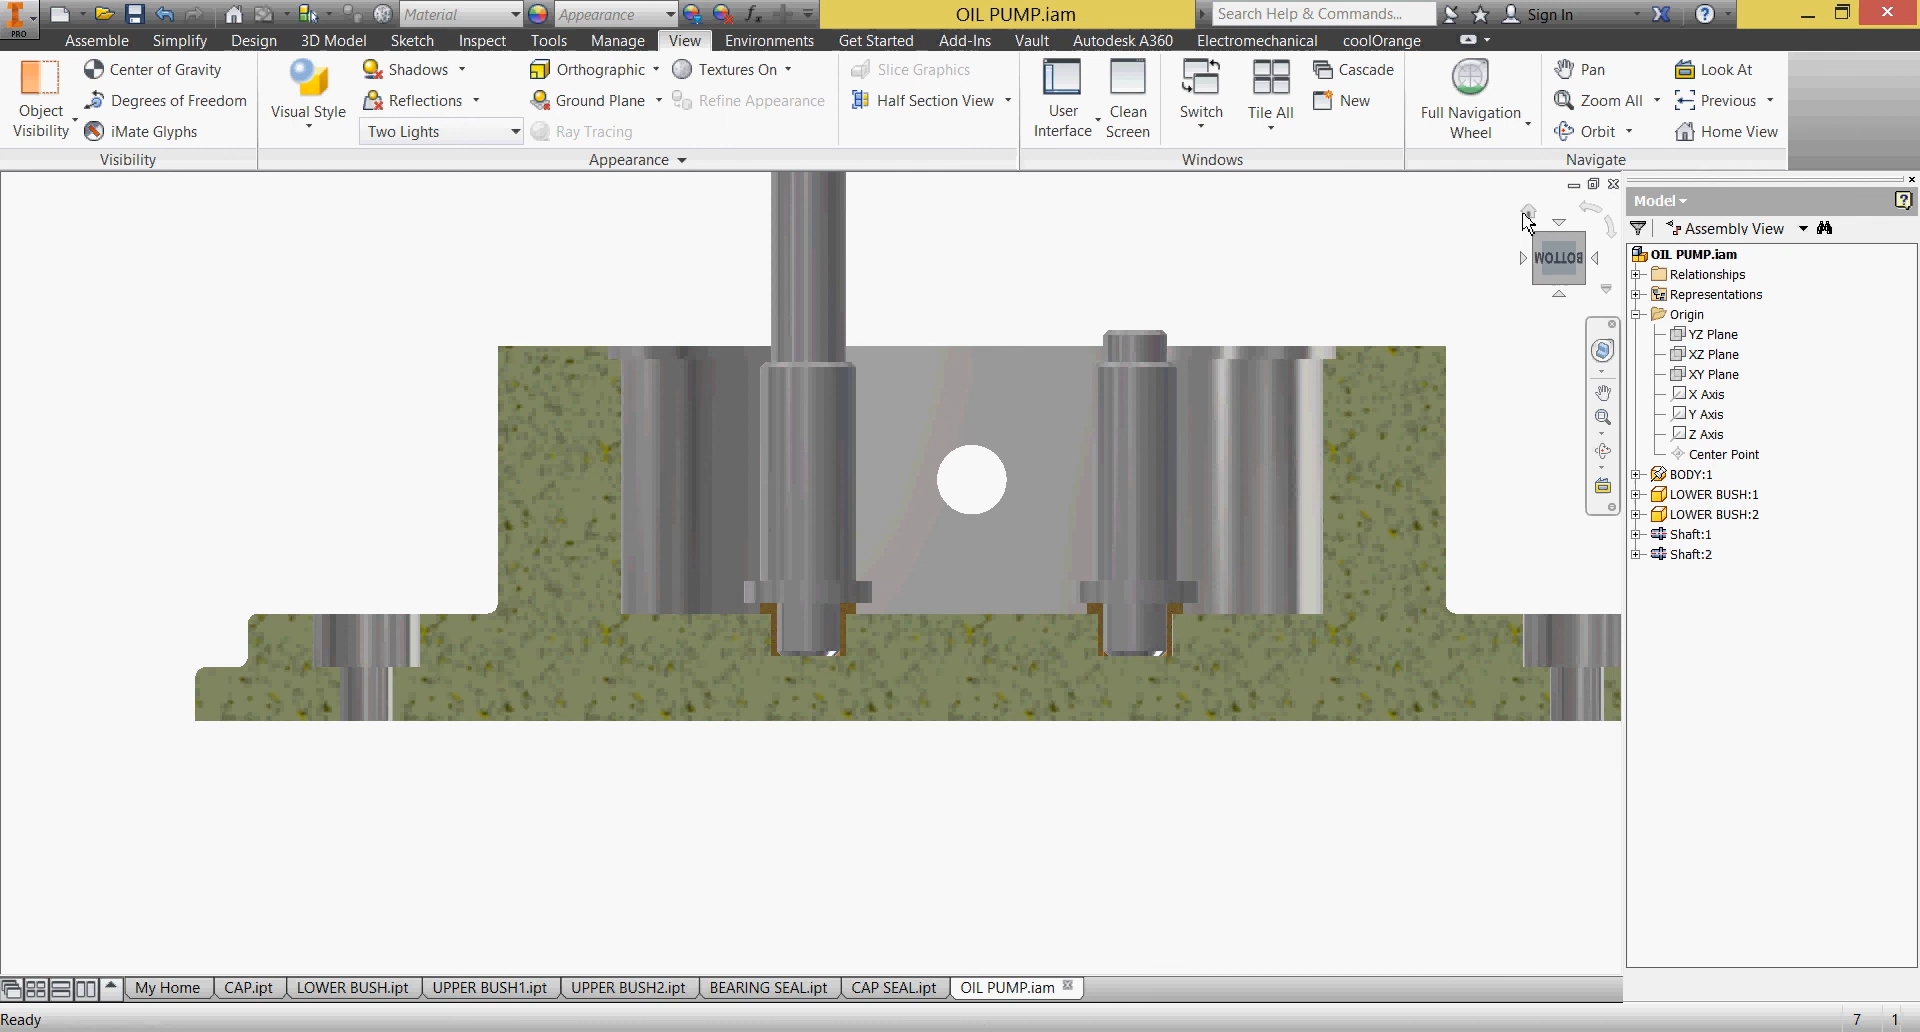 PRO
Material
Appearance
OIL PUMP.iam
Search Help & Commands...
Sign In
Assemble Simplify Design 3D Model Sketch Inspect Tools Manage View Environments Get Started Add-Ins Vault Autodesk A360 Electromechanical coolOrange
Object Visibility
Center of Gravity
Degrees of Freedom
iMate Glyphs
Visibility
Visual Style
Shadows
Reflections
Two Lights
Orthographic
Ground Plane
Ray Tracing
Textures On
Refine Appearance
Appearance
Slice Graphics
Half Section View
User Interface
Clean Screen
Switch
Tile All
Cascade
New
Windows
Full Navigation Wheel
Pan
Zoom All
Orbit
Look At
Previous
Home View
Navigate
BOTTOM
Model
Assembly View
OIL PUMP.iam
Relationships
Representations
Origin
YZ Plane
XZ Plane
XY Plane
X Axis
Y Axis
Z Axis
Center Point
BODY:1
LOWER BUSH:1
LOWER BUSH:2
Shaft:1
Shaft:2
My Home CAP.ipt LOWER BUSH.ipt UPPER BUSH1.ipt UPPER BUSH2.ipt BEARING SEAL.ipt CAP SEAL.ipt OIL PUMP.iam
Ready
7 1